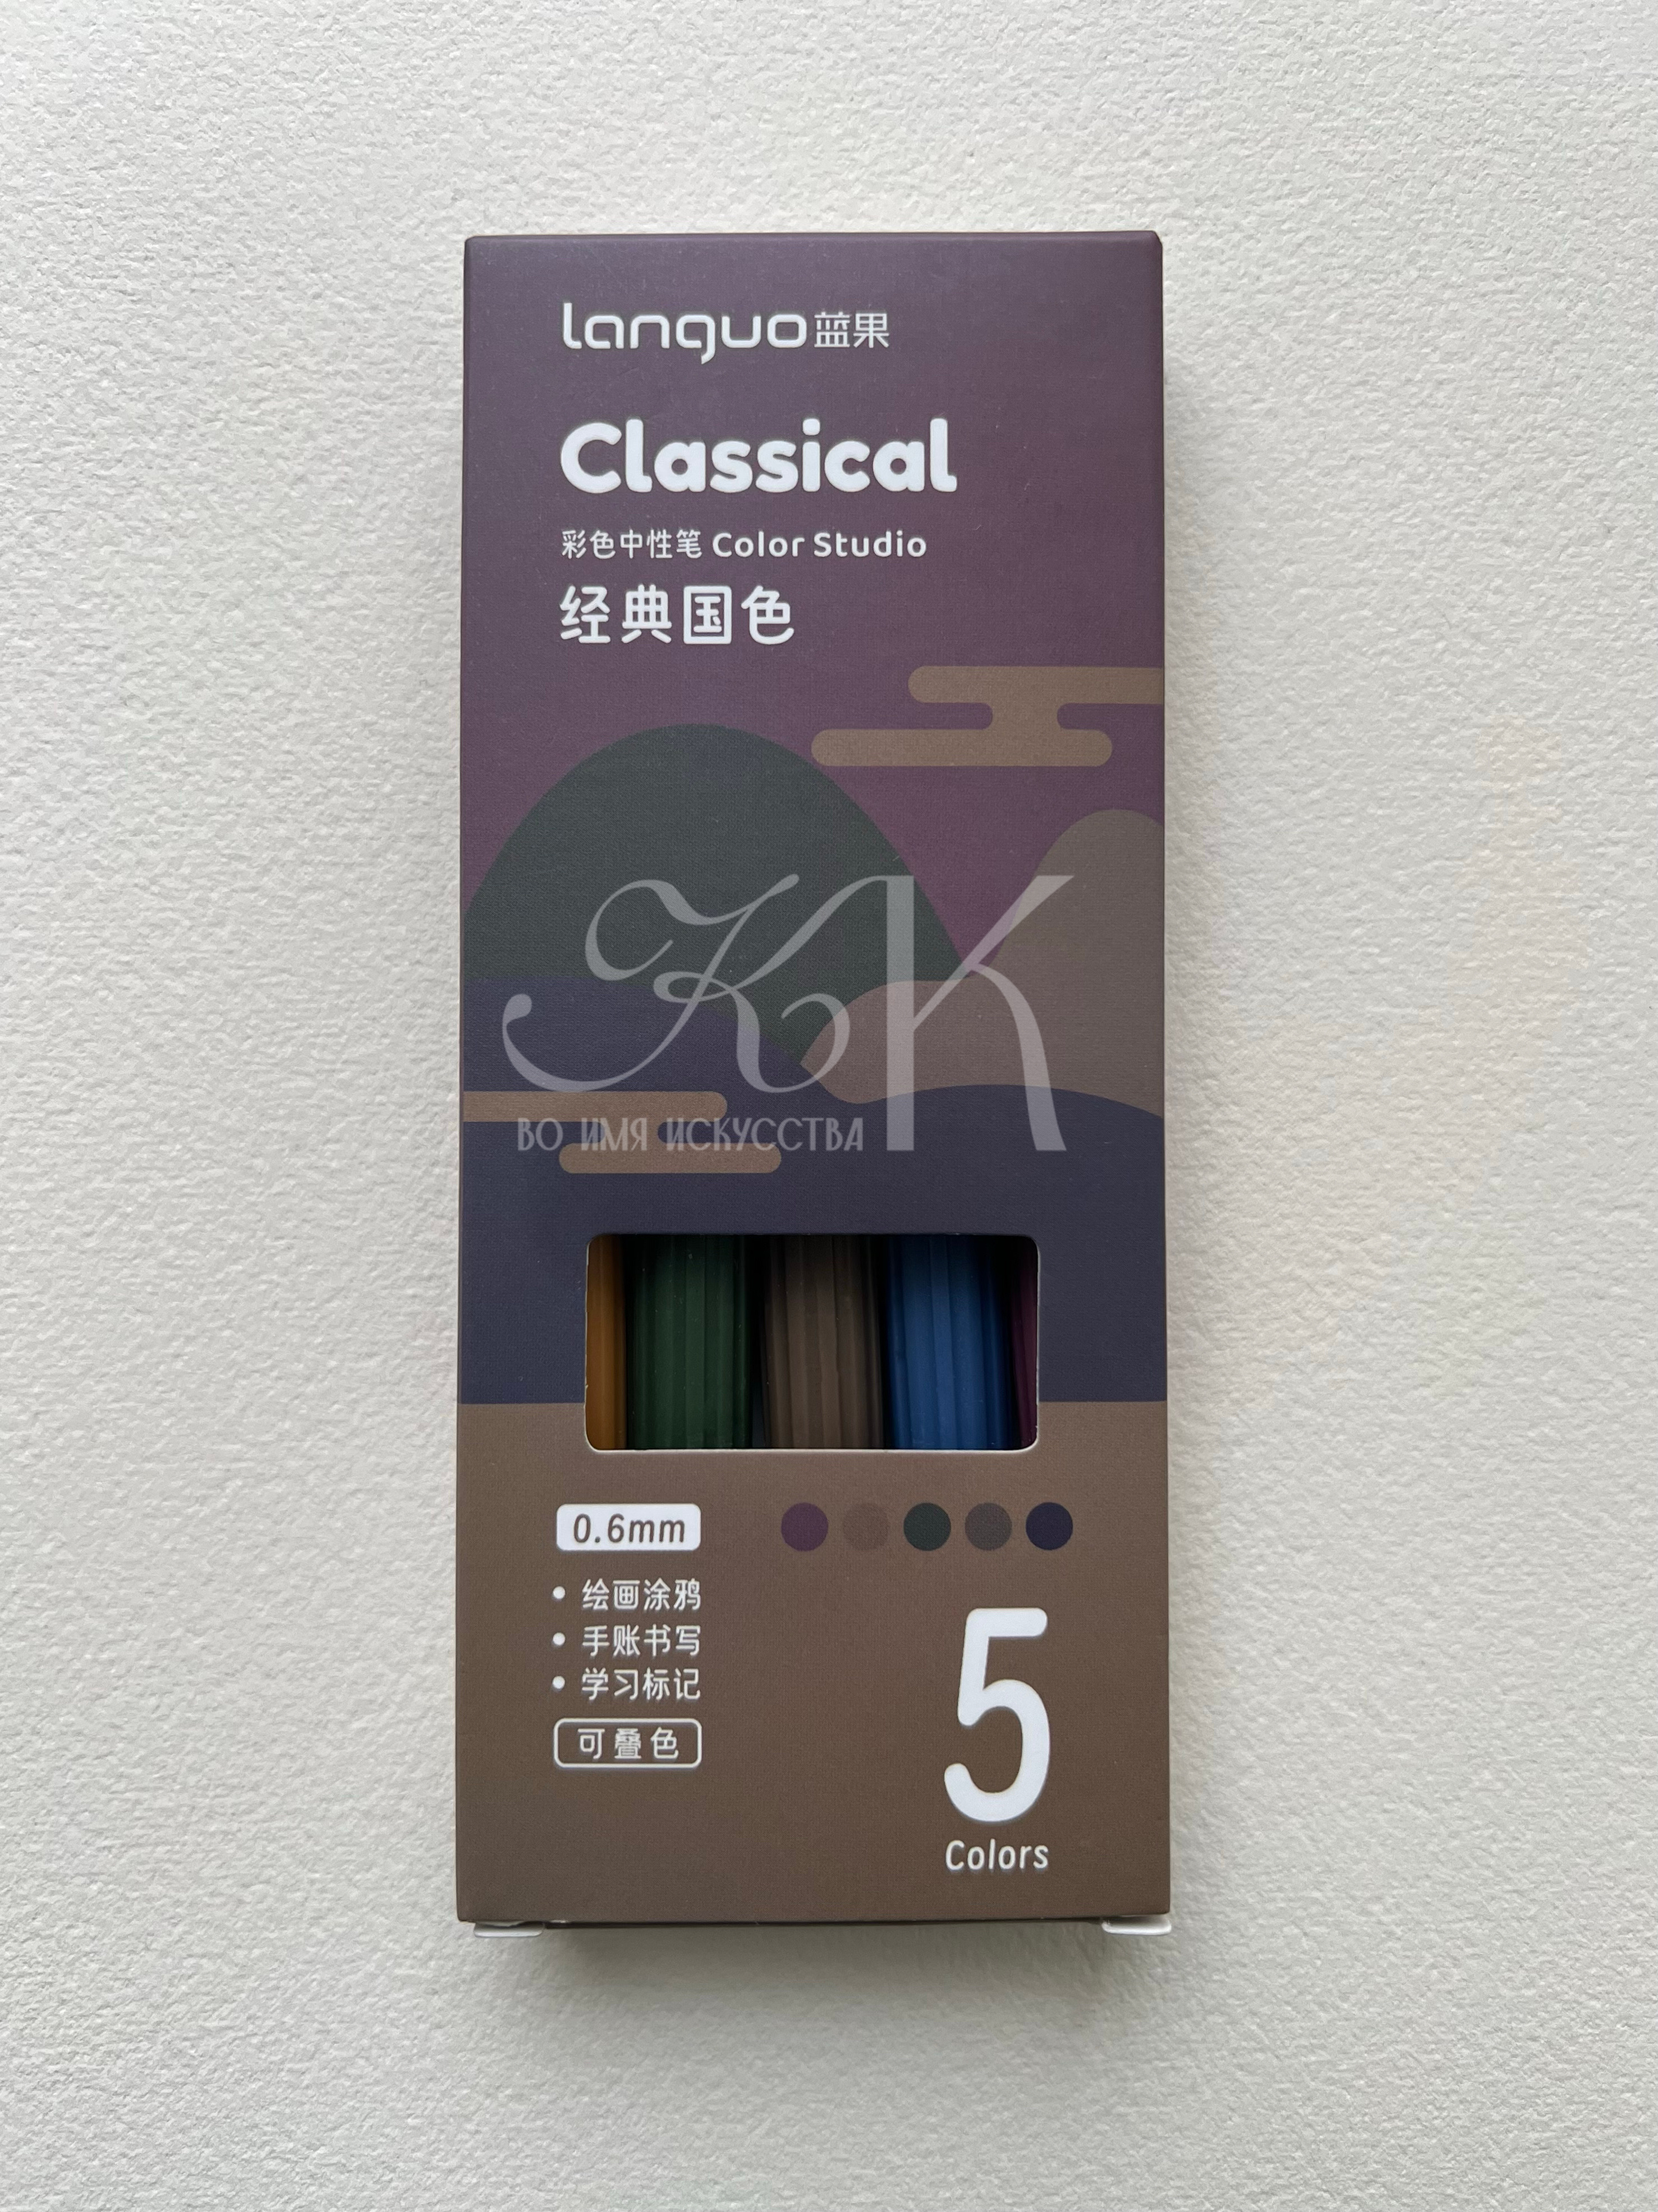 languo蓝果
Classical
彩色中性笔 Color Studio
经典国色
KK
ВО ИМЯ ИСКУССТВА
0.6mm
• 绘画涂鸦
• 手账书写
• 学习标记
可叠色
5
Colors